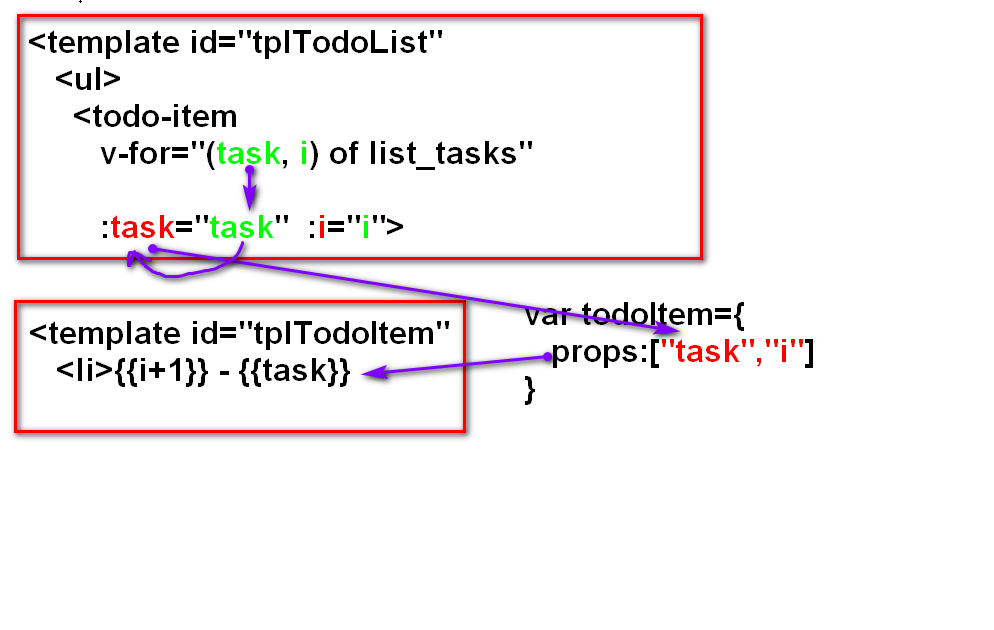 <template id="tplTodoList"
<ul>
<todo-item
v-for="(task, i) of list_tasks"
:task="task" :i="i">
<template id="tplTodoItem"
<li>{{i+1}} - {{task}}
var todoItem={
props:["task","i"]
}